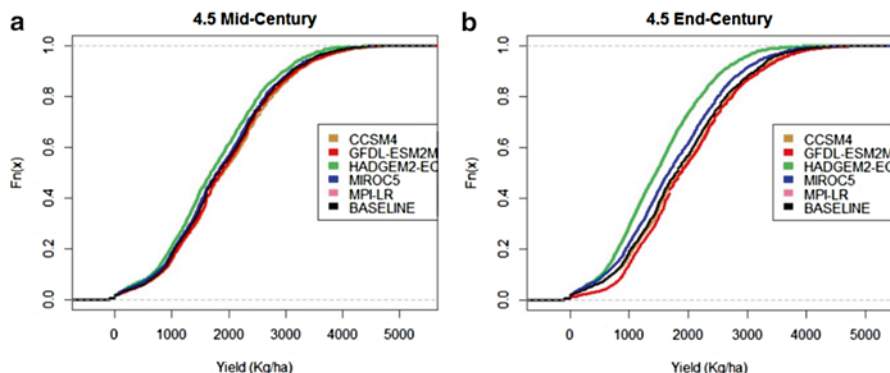 a
4.5 Mid-Century
Fn(x)
1.0
0.8
0.6
0.4
0.2
0.0
CCSM4
GFDL-ESM2M
HADGEM2-EC
MIROC5
MPI-LR
BASELINE
0 1000 2000 3000 4000 5000
Yield (Kg/ha)
b
4.5 End-Century
Fn(x)
1.0
0.8
0.6
0.4
0.2
0.0
CCSM4
GFDL-ESM2M
HADGEM2-EC
MIROC5
MPI-LR
BASELINE
0 1000 2000 3000 4000 5000
Yield (Kg/ha)